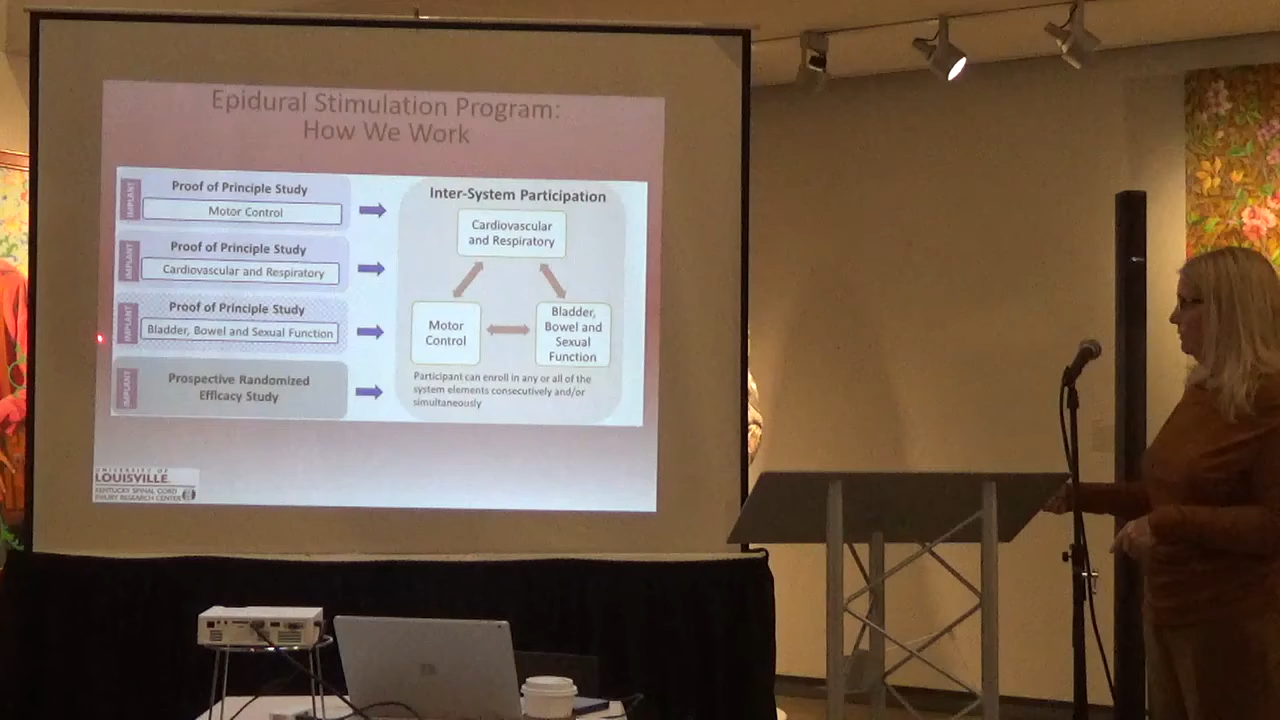 Epidural Stimulation Program:
How We Work
IMPLANT
Proof of Principle Study
Motor Control
IMPLANT
Proof of Principle Study
Cardiovascular and Respiratory
IMPLANT
Proof of Principle Study
Bladder, Bowel and Sexual Function
IMPLANT
Prospective Randomized
Efficacy Study
Inter-System Participation
Cardiovascular
and Respiratory
Motor
Control
Bladder,
Bowel and
Sexual
Function
Participant can enroll in any or all of the
system elements consecutively and/or
simultaneously
UNIVERSITY OF
LOUISVILLE.
KENTUCKY SPINAL CORD
INJURY RESEARCH CENTER